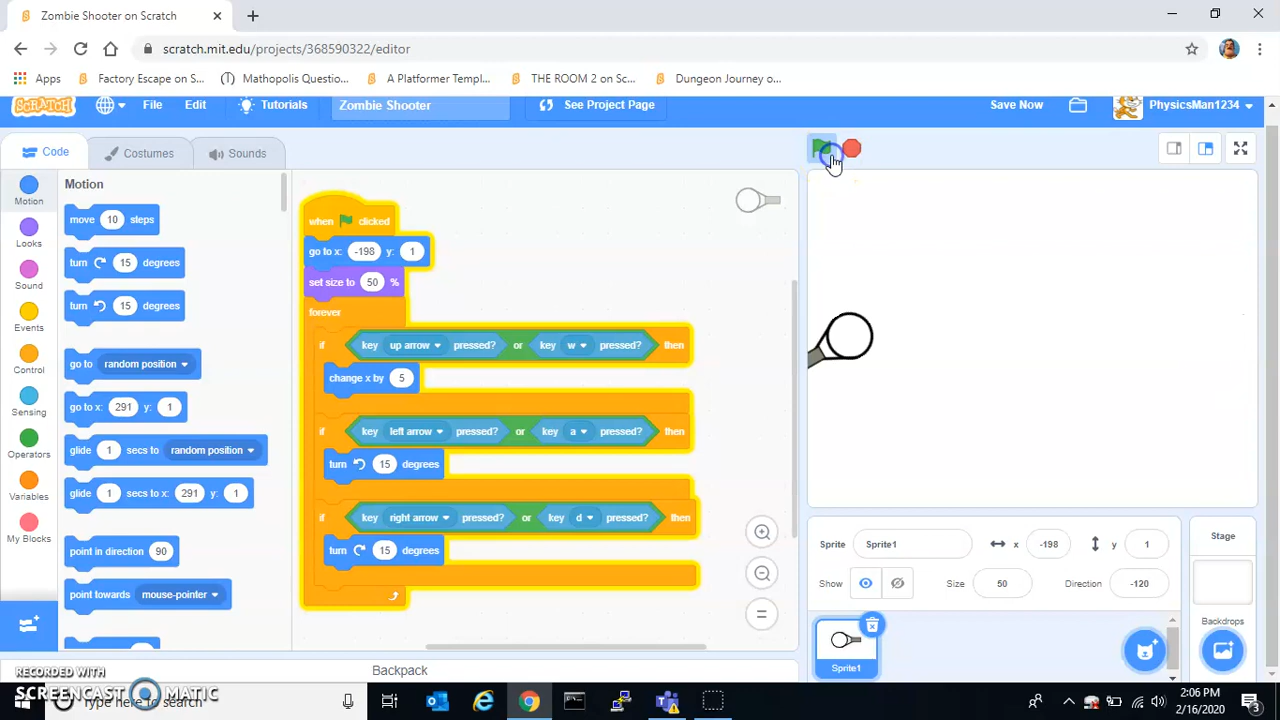 Zombie Shooter on Scratch
scratch.mit.edu/projects/368590322/editor
Apps Factory Escape on S... Mathopolis Questio... A Platformer Templ... THE ROOM 2 on Sc... Dungeon Journey o...
SCRATCH File Edit Tutorials Zombie Shooter See Project Page Save Now PhysicsMan1234
Code Costumes Sounds
Motion
Looks
Sound
Events
Control
Sensing
Operators
Variables
My Blocks
Motion
move 10 steps
turn 15 degrees
turn 15 degrees
go to random position
go to x: 291 y: 1
glide 1 secs to random position
glide 1 secs to x: 291 y: 1
point in direction 90
point towards mouse-pointer
when clicked
go to x: -198 y: 1
set size to 50 %
forever
if key up arrow pressed? or key w pressed? then
change x by 5
if key left arrow pressed? or key a pressed? then
turn 15 degrees
if key right arrow pressed? or key d pressed? then
turn 15 degrees
Sprite Sprite1 x -198 y 1
Show Size 50 Direction -120
Sprite1
Stage
Backdrops
Backpack
RECORDED WITH
SCREENCAST MATIC
Type here to search
2:06 PM
2/16/2020
3